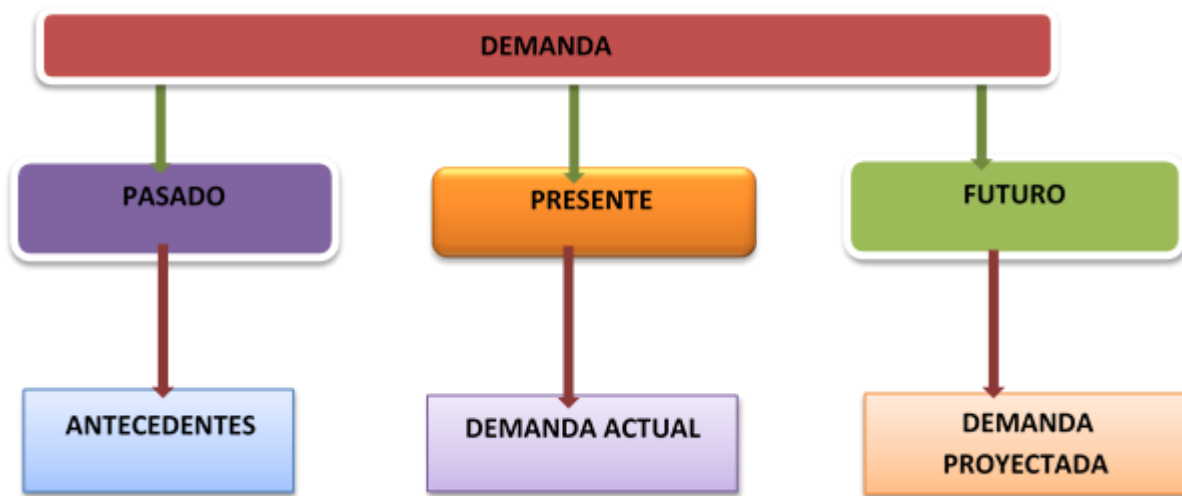 DEMANDA
PASADO
PRESENTE
FUTURO
ANTECEDENTES
DEMANDA ACTUAL
DEMANDA
PROYECTADA